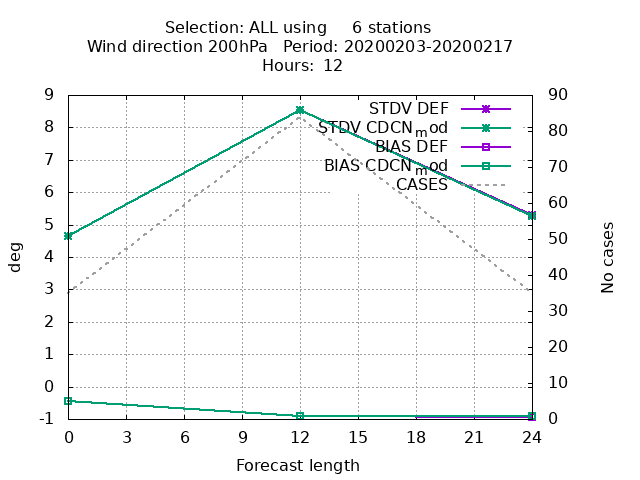 Selection: ALL using 6 stations
Wind direction 200hPa Period: 20200203-20200217
Hours: 12
9 90
STDV DEF
8 STDV CDCN_mod 80
BIAS DEF
7 BIAS CDCN_mod 70
CASES
6 60
5 50
4 40
3 30
2 20
1
0 10
-1 0
deg
No cases
0 3 6 9 12 15 18 21 24
Forecast length